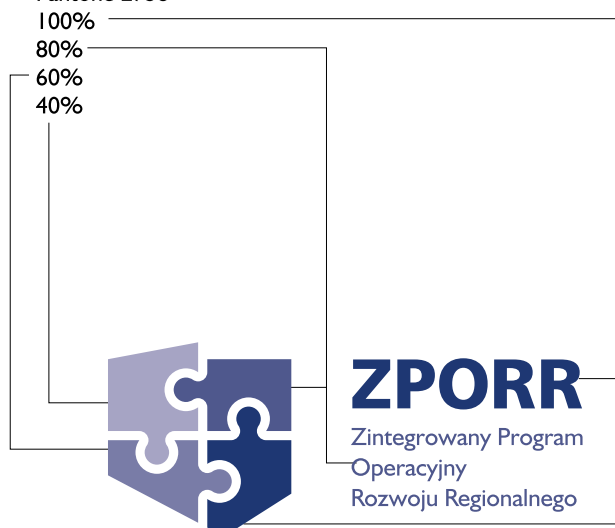 100%
80%
60%
40%
ZPORR
Zintegrowany Program
Operacyjny
Rozwoju Regionalnego